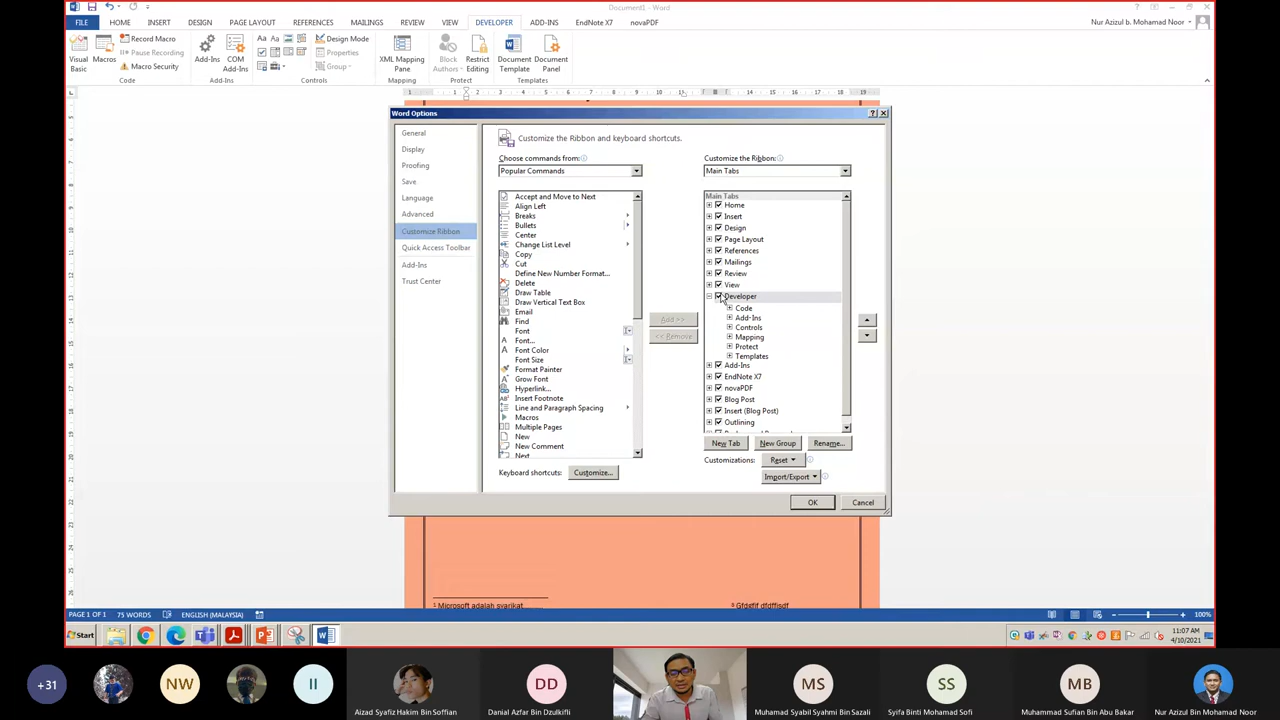 Document1 - Word
Nur Azizul b. Mohamad Noor
FILE HOME INSERT DESIGN PAGE LAYOUT REFERENCES MAILINGS REVIEW VIEW DEVELOPER ADD-INS EndNote X7 novaPDF
Visual Basic
Macros
Record Macro
Pause Recording
Macro Security
Code
Add-Ins
COM Add-Ins
Add-Ins
Aa Aa
Design Mode
Properties
Group
Controls
XML Mapping Pane
Mapping
Block Authors
Restrict Editing
Protect
Document Template
Document Panel
Templates
Word Options
General
Display
Proofing
Save
Language
Advanced
Customize Ribbon
Quick Access Toolbar
Add-Ins
Trust Center
Customize the Ribbon and keyboard shortcuts.
Choose commands from:
Popular Commands
Accept and Move to Next
Align Left
Breaks
Bullets
Center
Change List Level
Copy
Cut
Define New Number Format...
Delete
Draw Table
Draw Vertical Text Box
Email
Find
Font
Font...
Font Color
Font Size
Format Painter
Grow Font
Hyperlink...
Insert Footnote
Line and Paragraph Spacing
Macros
Multiple Pages
New
New Comment
Next
Keyboard shortcuts: Customize...
Add >>
<< Remove
Customize the Ribbon:
Main Tabs
Main Tabs
Home
Insert
Design
Page Layout
References
Mailings
Review
View
Developer
Code
Add-Ins
Controls
Mapping
Protect
Templates
Add-Ins
EndNote X7
novaPDF
Blog Post
Insert (Blog Post)
Outlining
New Tab New Group Rename...
Customizations: Reset
Import/Export
OK Cancel
¹ Microsoft adalah syarikat
PAGE 1 OF 1 75 WORDS ENGLISH (MALAYSIA)
100%
Start
11:07 AM
4/10/2021
+31
NW
II
Aizad Syafiz Hakim Bin Soffian
DD
Danial Azfar Bin Dzulkifli
MS
Muhamad Syabil Syahmi Bin Sazali
SS
Syifa Binti Mohamad Sofi
MB
Muhammad Sufian Bin Abu Bakar
Nur Azizul Bin Mohamad Noor